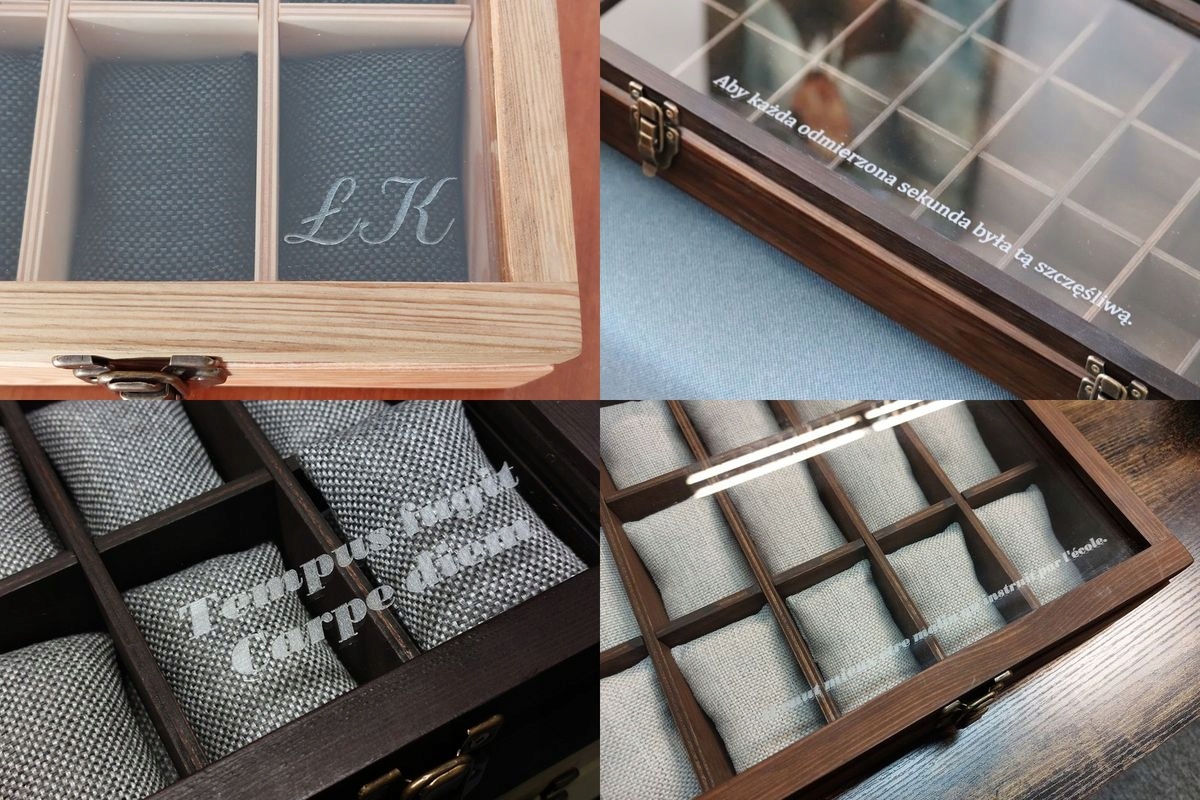 ŁK
Aby każda odmierzona sekunda była tą szczęśliwą.
Tempus fugit
Carpe diem
par l'école.